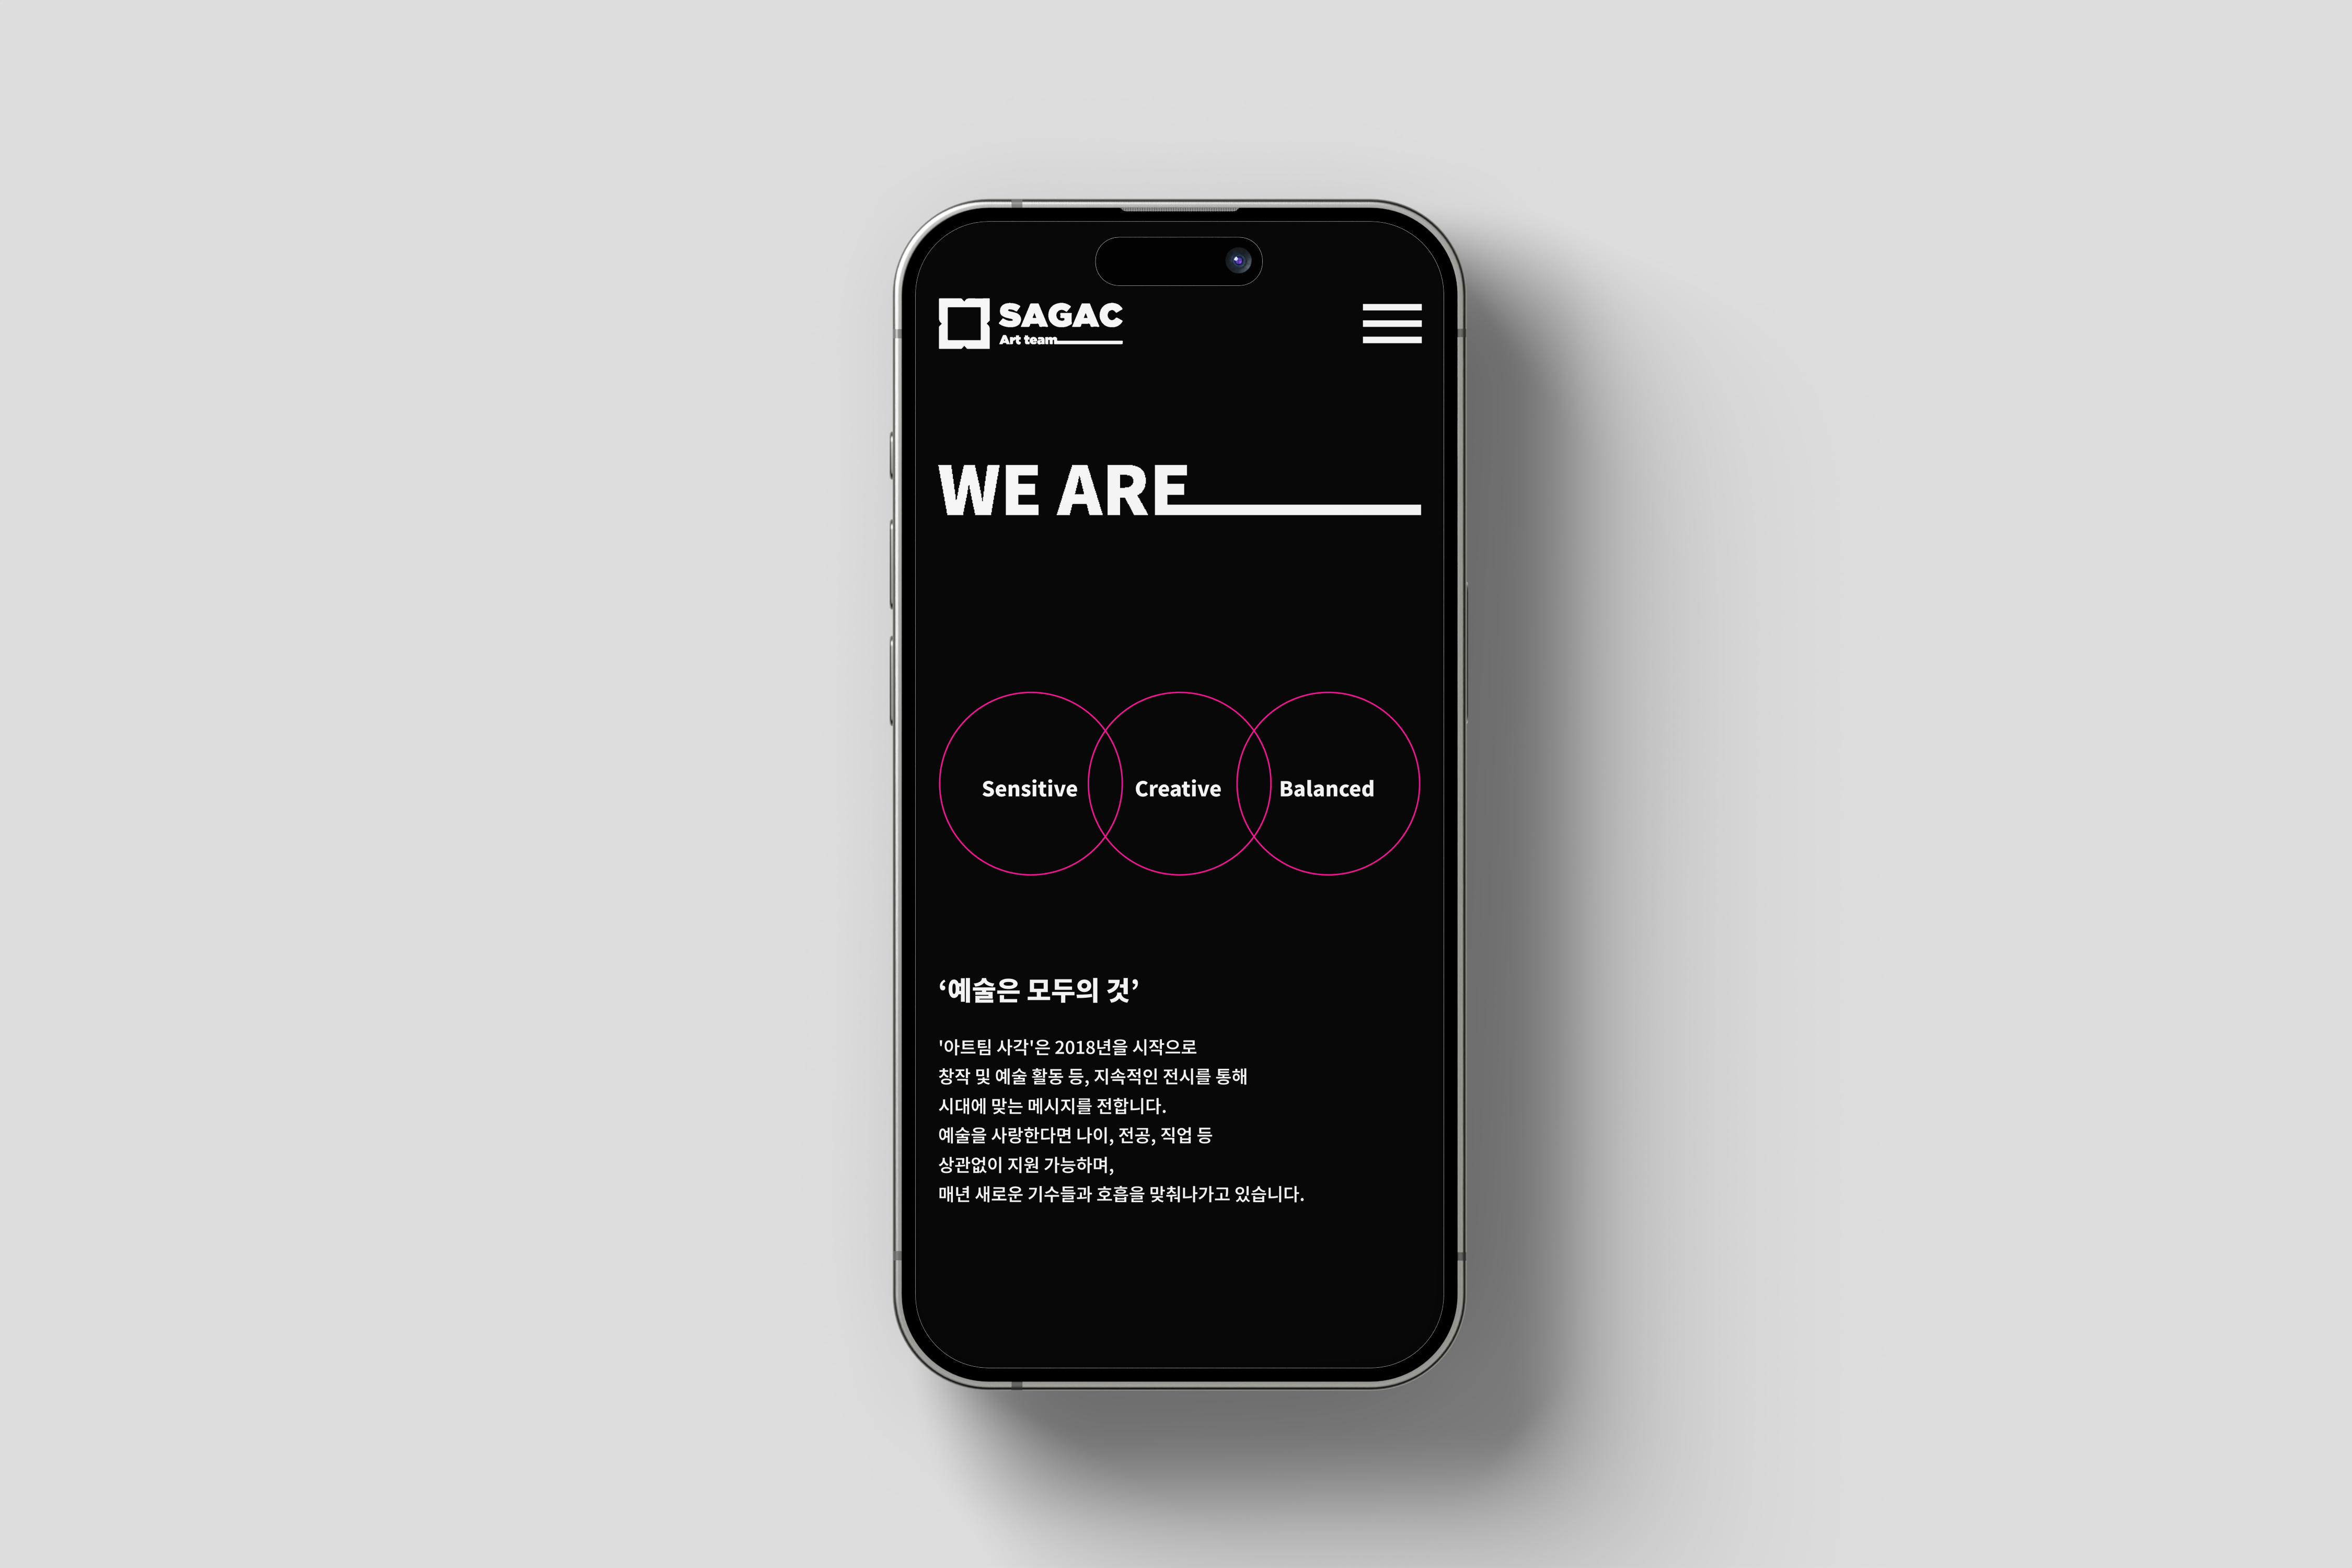 SAGAC
Art team
WE ARE
Sensitive
Creative
Balanced
‘예술은 모두의 것’
'아트팀 사각'은 2018년을 시작으로
창작 및 예술 활동 등, 지속적인 전시를 통해
시대에 맞는 메시지를 전합니다.
예술을 사랑한다면 나이, 전공, 직업 등
상관없이 지원 가능하며,
매년 새로운 기수들과 호흡을 맞춰나가고 있습니다.